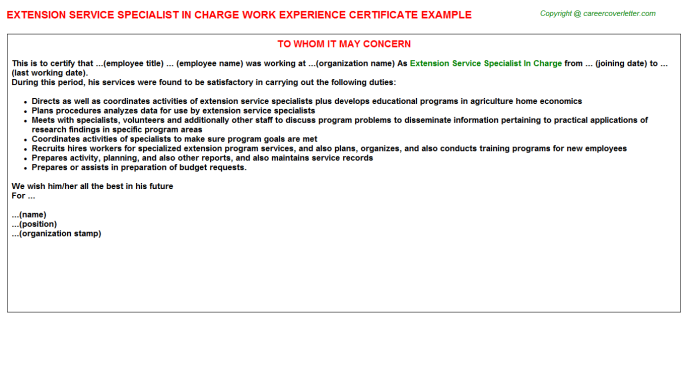 EXTENSION SERVICE SPECIALIST IN CHARGE WORK EXPERIENCE CERTIFICATE EXAMPLE
Copyright @ careercoverletter.com
TO WHOM IT MAY CONCERN
This is to certify that ...(employee title) ... (employee name) was working at ...(organization name) As Extension Service Specialist In Charge from ... (joining date) to ...
(last working date).
During this period, his services were found to be satisfactory in carrying out the following duties:
• Directs as well as coordinates activities of extension service specialists plus develops educational programs in agriculture home economics
• Plans procedures analyzes data for use by extension service specialists
• Meets with specialists, volunteers and additionally other staff to discuss program problems to disseminate information pertaining to practical applications of
research findings in specific program areas
• Coordinates activities of specialists to make sure program goals are met
• Recruits hires workers for specialized extension program services, and also plans, organizes, and also conducts training programs for new employees
• Prepares activity, planning, and also other reports, and also maintains service records
• Prepares or assists in preparation of budget requests.
We wish him/her all the best in his future
For ...
...(name)
...(position)
...(organization stamp)